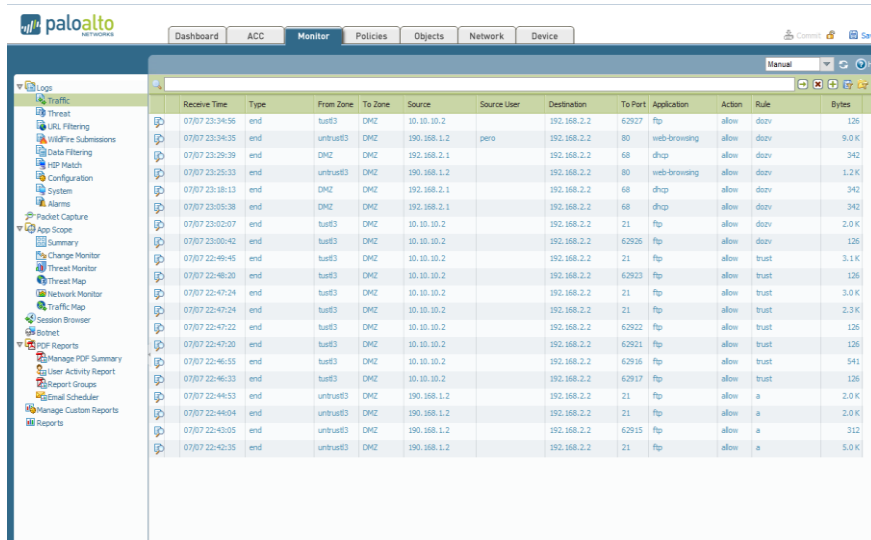 paloalto
NETWORKS
Dashboard ACC Monitor Policies Objects Network Device
Commit
Manual
Logs
Traffic
Threat
URL Filtering
WildFire Submissions
Data Filtering
HIP Match
Configuration
System
Alarms
Packet Capture
App Scope
Summary
Change Monitor
Threat Monitor
Threat Map
Network Monitor
Traffic Map
Session Browser
Botnet
PDF Reports
Manage PDF Summary
User Activity Report
Report Groups
Email Scheduler
Manage Custom Reports
Reports
Receive Time Type From Zone To Zone Source Source User Destination To Port Application Action Rule Bytes
07/07 23:34:56 end tustl3 DMZ 10.10.10.2 192.168.2.2 62927 ftp allow dozv 126
07/07 23:34:35 end untrustl3 DMZ 190.168.1.2 pero 192.168.2.2 80 web-browsing allow dozv 9.0 K
07/07 23:29:39 end DMZ DMZ 192.168.2.1 192.168.2.2 68 dhcp allow dozv 342
07/07 23:25:33 end untrustl3 DMZ 190.168.1.2 192.168.2.2 80 web-browsing allow dozv 1.2 K
07/07 23:18:13 end DMZ DMZ 192.168.2.1 192.168.2.2 68 dhcp allow dozv 342
07/07 23:05:38 end DMZ DMZ 192.168.2.1 192.168.2.2 68 dhcp allow dozv 342
07/07 23:02:07 end tustl3 DMZ 10.10.10.2 192.168.2.2 21 ftp allow dozv 2.0 K
07/07 23:00:42 end tustl3 DMZ 10.10.10.2 192.168.2.2 62926 ftp allow dozv 126
07/07 22:49:45 end tustl3 DMZ 10.10.10.2 192.168.2.2 21 ftp allow trust 3.1 K
07/07 22:48:20 end tustl3 DMZ 10.10.10.2 192.168.2.2 62923 ftp allow trust 126
07/07 22:47:24 end tustl3 DMZ 10.10.10.2 192.168.2.2 21 ftp allow trust 3.0 K
07/07 22:47:24 end tustl3 DMZ 10.10.10.2 192.168.2.2 21 ftp allow trust 2.3 K
07/07 22:47:22 end tustl3 DMZ 10.10.10.2 192.168.2.2 62922 ftp allow trust 126
07/07 22:47:20 end tustl3 DMZ 10.10.10.2 192.168.2.2 62921 ftp allow trust 126
07/07 22:46:55 end tustl3 DMZ 10.10.10.2 192.168.2.2 62916 ftp allow trust 541
07/07 22:46:33 end tustl3 DMZ 10.10.10.2 192.168.2.2 62917 ftp allow trust 126
07/07 22:44:53 end untrustl3 DMZ 190.168.1.2 192.168.2.2 21 ftp allow a 2.0 K
07/07 22:44:04 end untrustl3 DMZ 190.168.1.2 192.168.2.2 21 ftp allow a 2.0 K
07/07 22:43:05 end untrustl3 DMZ 190.168.1.2 192.168.2.2 62915 ftp allow a 312
07/07 22:42:35 end untrustl3 DMZ 190.168.1.2 192.168.2.2 21 ftp allow a 5.0 K